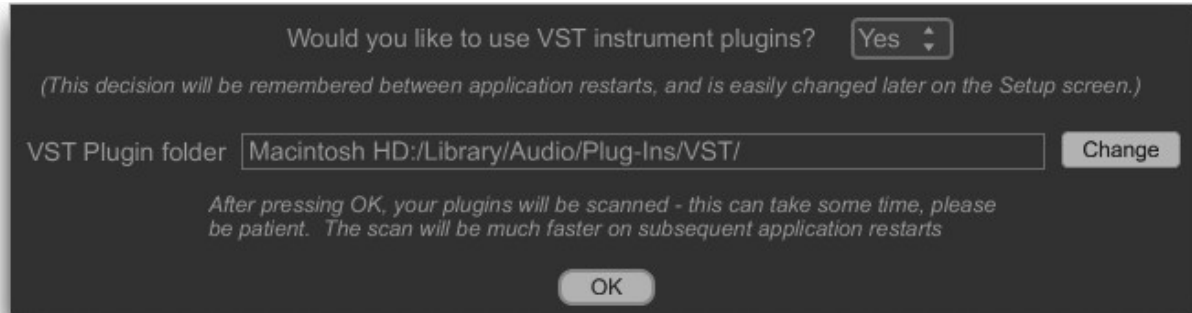 Would you like to use VST instrument plugins? Yes
(This decision will be remembered between application restarts, and is easily changed later on the Setup screen.)
VST Plugin folder Macintosh HD:/Library/Audio/Plug-Ins/VST/ Change
After pressing OK, your plugins will be scanned - this can take some time, please
be patient. The scan will be much faster on subsequent application restarts
OK